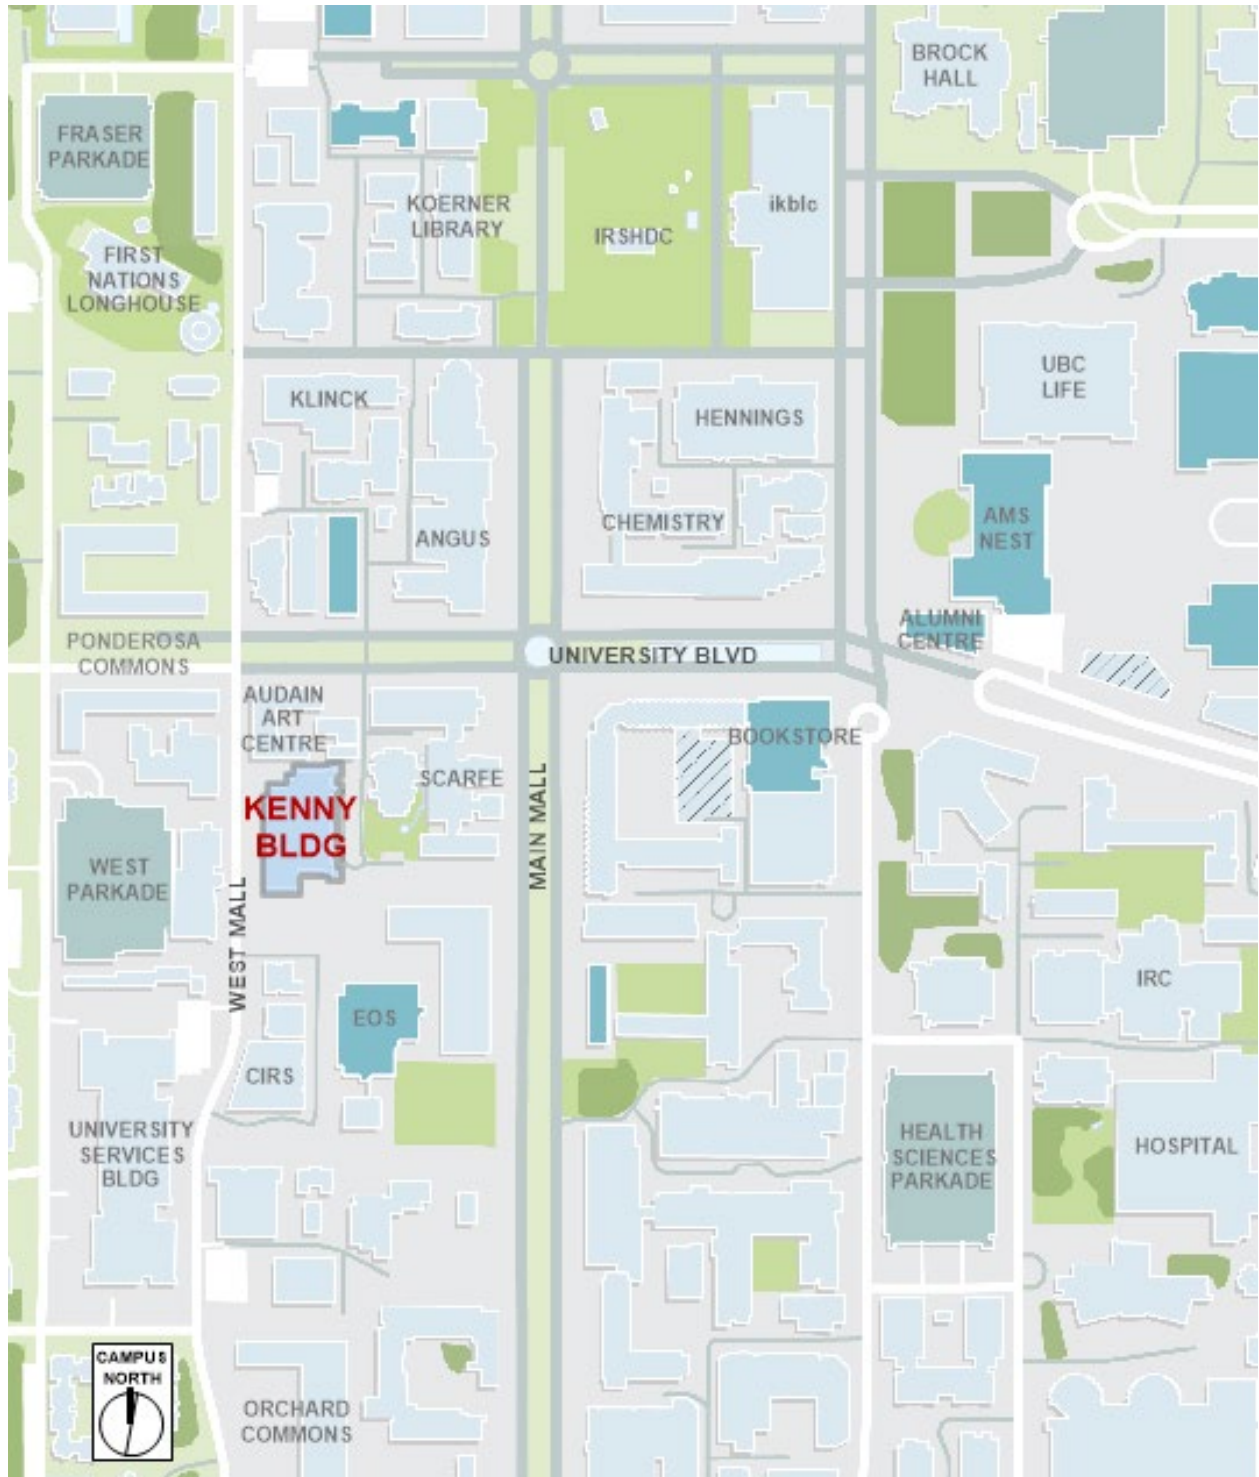 BROCK
HALL
FRASER
PARKADE
KOERNER
LIBRARY
ikblc
IRSHDC
FIRST
NATIONS
LONGHOUSE
UBC
LIFE
KLINCK
HENNINGS
AMS
NEST
CHEMISTRY
ANGUS
ALUMNI
CENTRE
PONDEROSA
COMMONS
UNIVERSITY BLVD
AUDAIN
ART
CENTRE
BOOKSTORE
SCARFE
KENNY
BLDG
MAIN MALL
WEST
PARKADE
WEST MALL
IRC
EOS
CIRS
UNIVERSITY
SERVICES
BLDG
HEALTH
SCIENCES
PARKADE
HOSPITAL
CAMPUS
NORTH
ORCHARD
COMMONS